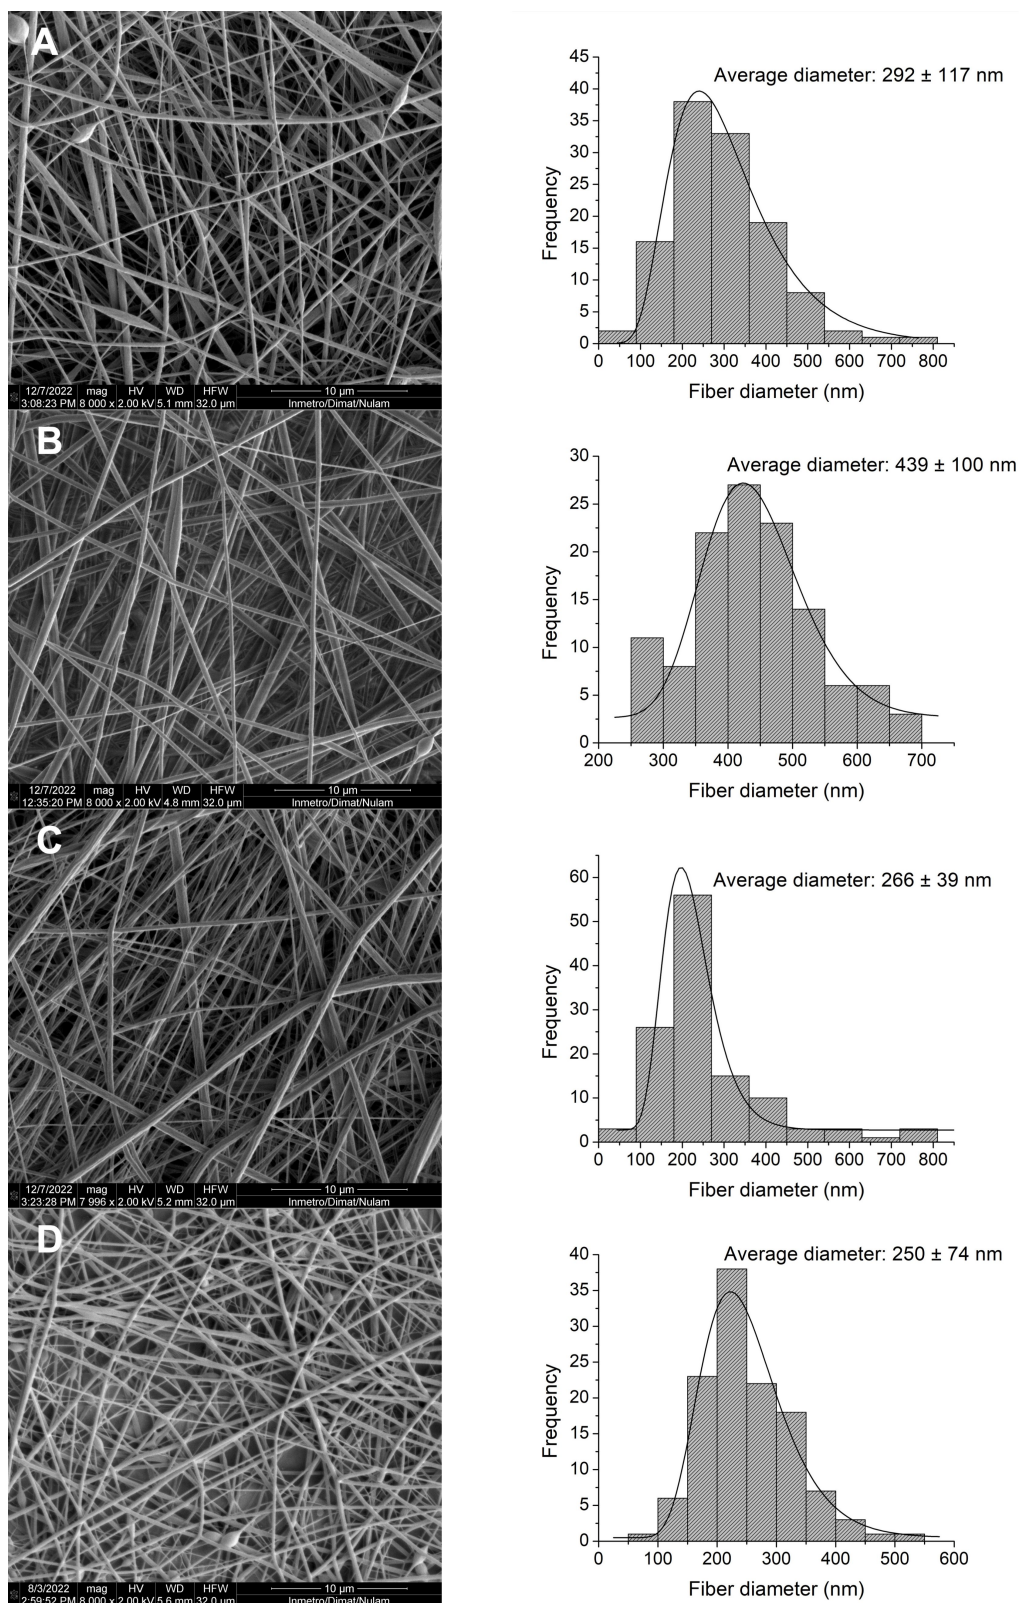 A
12/7/2022 mag HV WD HFW 10 µm
3:08:23 PM 8 000 x 2.00 kV 5.1 mm 32.0 µm Inmetro/Dimat/Nulam
Average diameter: 292 ± 117 nm
Frequency
45
40
35
30
25
20
15
10
5
0
0 100 200 300 400 500 600 700 800
Fiber diameter (nm)
B
12/7/2022 mag HV WD HFW 10 µm
12:35:20 PM 8 000 x 2.00 kV 4.8 mm 32.0 µm Inmetro/Dimat/Nulam
Average diameter: 439 ± 100 nm
Frequency
30
25
20
15
10
5
0
200 300 400 500 600 700
Fiber diameter (nm)
C
12/7/2022 mag HV WD HFW 10 µm
3:23:28 PM 7 996 x 2.00 kV 5.2 mm 32.0 µm Inmetro/Dimat/Nulam
Average diameter: 266 ± 39 nm
Frequency
60
50
40
30
20
10
0
0 100 200 300 400 500 600 700 800
Fiber diameter (nm)
D
8/3/2022 mag HV WD HFW 10 µm
2:59:52 PM 8 000 x 2.00 kV 5.6 mm 32.0 µm Inmetro/Dimat/Nulam
Average diameter: 250 ± 74 nm
Frequency
40
35
30
25
20
15
10
5
0
0 100 200 300 400 500 600
Fiber diameter (nm)